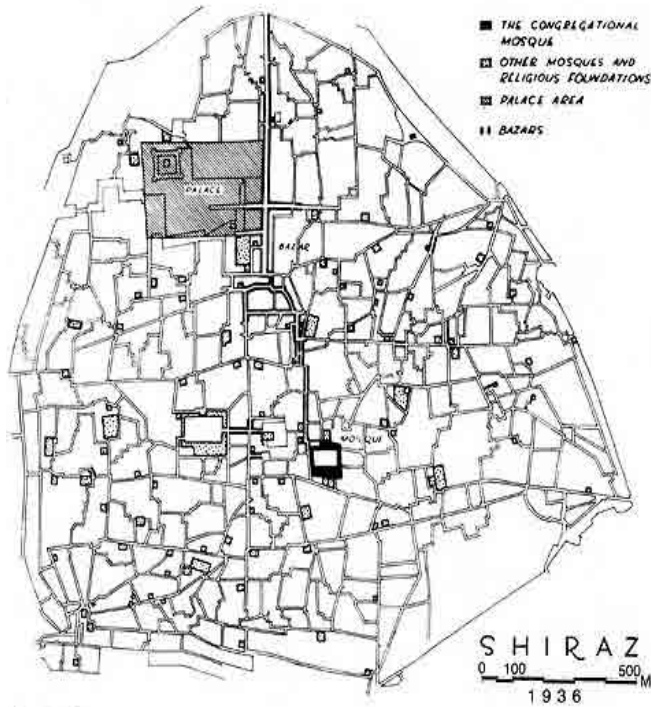 THE CONGREGATIONAL
MOSQUE
OTHER MOSQUES AND
RELIGIOUS FOUNDATIONS
PALACE AREA
BAZARS
PALACE
BAZAR
MOSQUE
SHIRAZ
0 100 500 M
1936